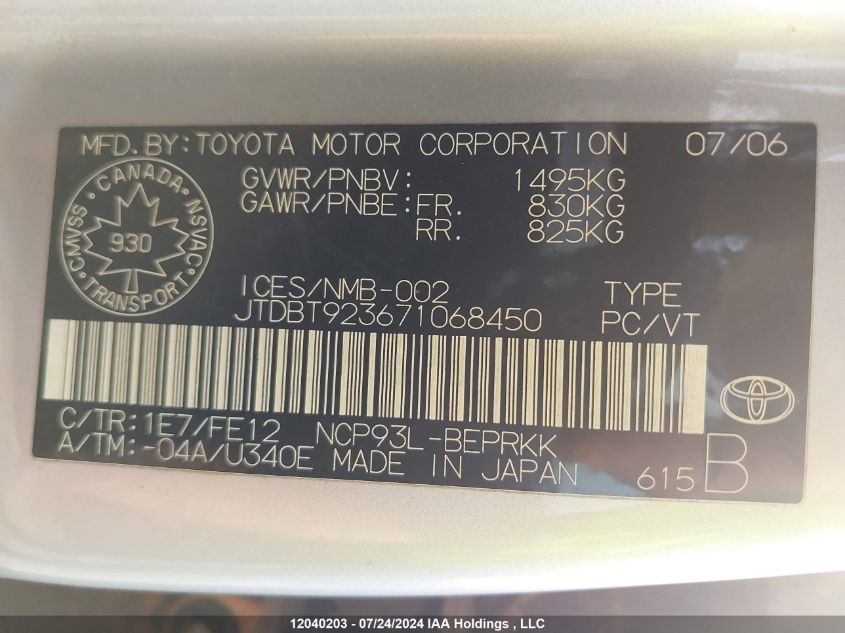 MFD. BY: TOYOTA MOTOR CORPORATION 07/06
CANADA
CMVSS NSVAC
930
TRANSPORT
GVWR/PNBV: 1495KG
GAWR/PNBE: FR. 830KG
RR. 825KG
ICES/NMB-002 TYPE
JTDBT923671068450 PC/VT
C/TR: 1E7/FE12 NCP93L-BEPRKK
A/TM: -04A/U340E MADE IN JAPAN 615 B
12040203 - 07/24/2024 IAA Holdings , LLC